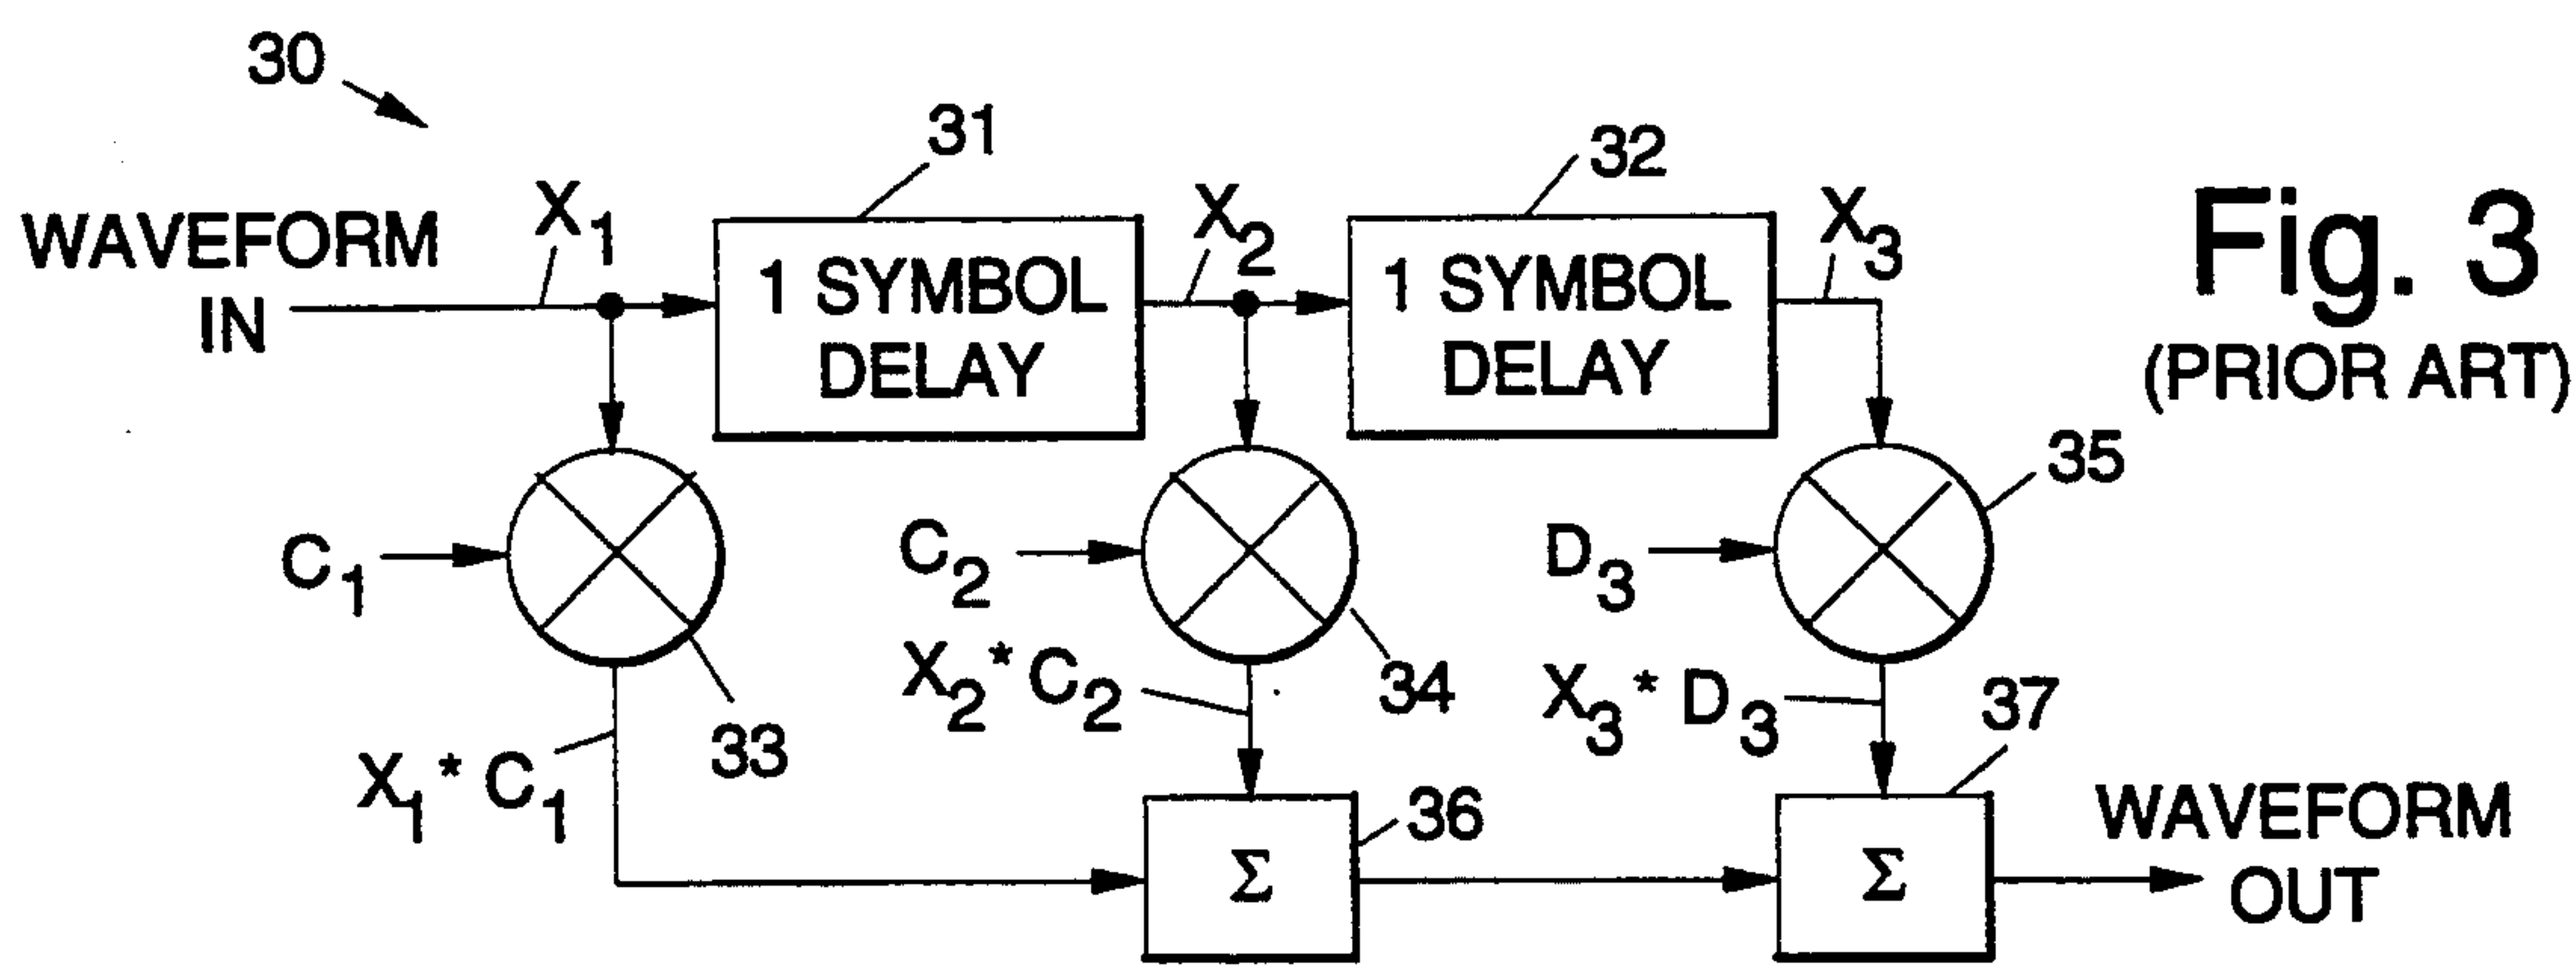 30
31
32
WAVEFORM
IN
X1
1 SYMBOL
DELAY
X2
1 SYMBOL
DELAY
X3
Fig. 3
(PRIOR ART)
C1
C2
D3
35
X1 * C1
33
X2 * C2
34
X3 * D3
37
Σ
36
Σ
WAVEFORM
OUT